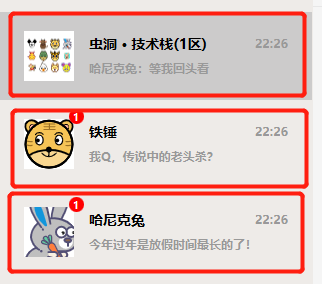 虫洞·技术栈(1区) 22:26
哈尼克兔：等我回头看
1
铁锤 22:26
我Q，传说中的老头杀？
1
哈尼克兔 22:26
今年过年是放假时间最长的了！